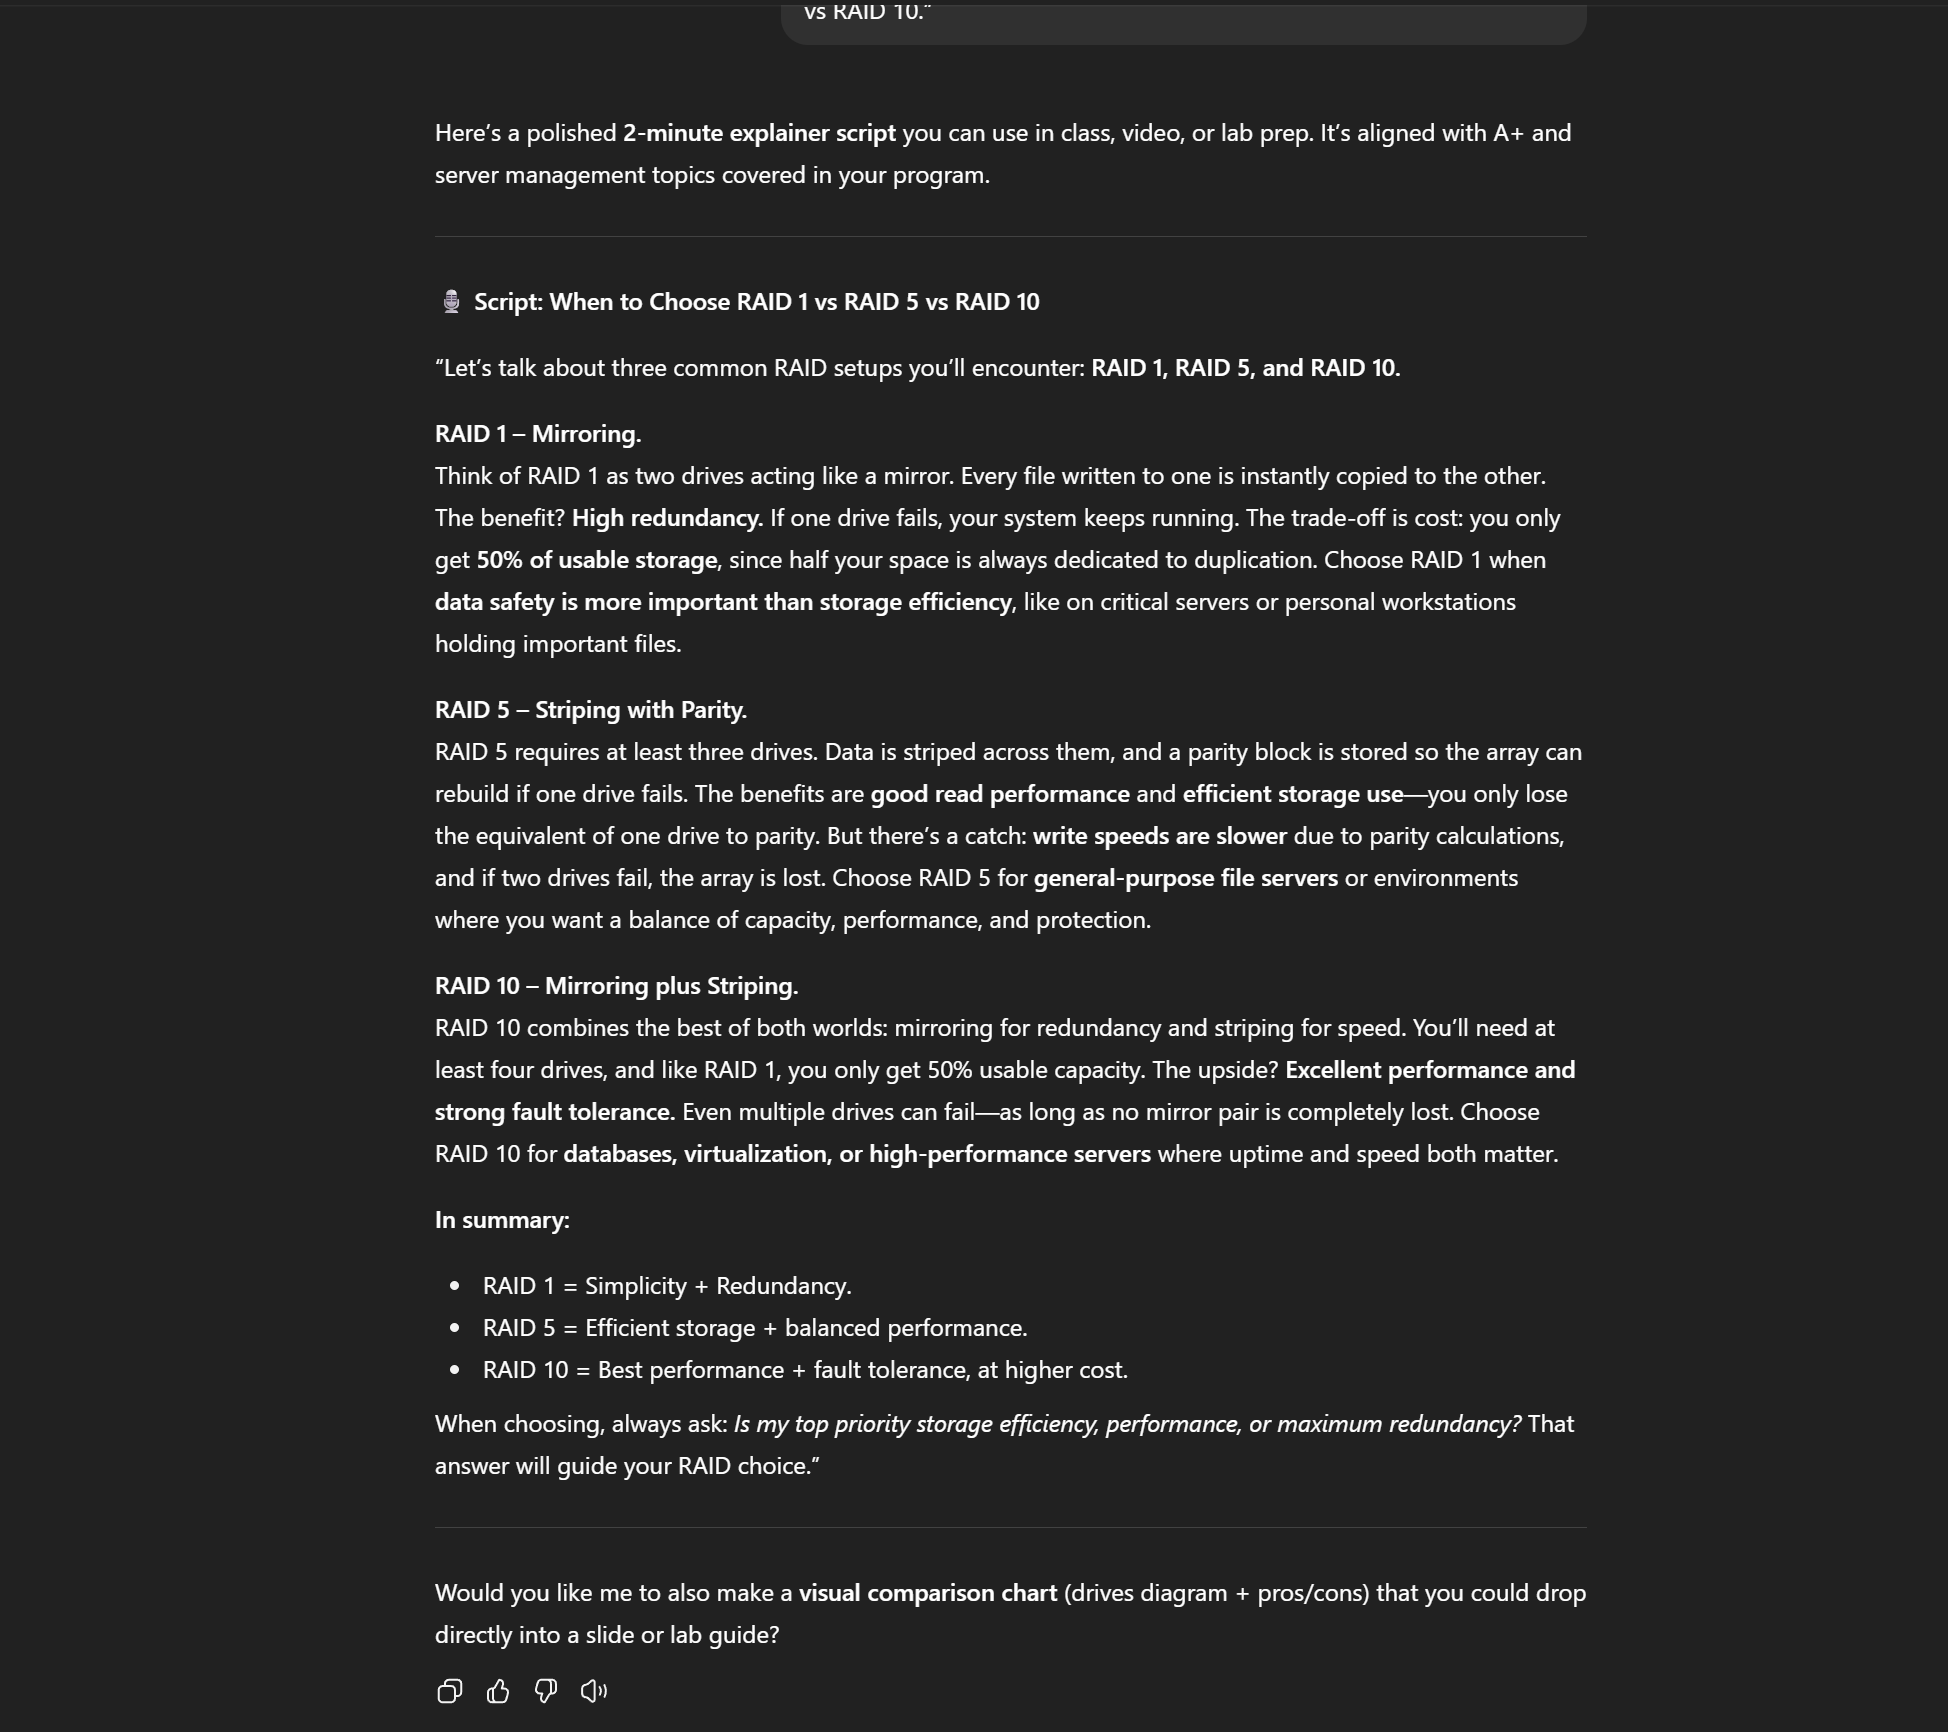 vs RAID 10."
Here's a polished 2-minute explainer script you can use in class, video, or lab prep. It's aligned with A+ and
server management topics covered in your program.
Script: When to Choose RAID 1 vs RAID 5 vs RAID 10
“Let's talk about three common RAID setups you'll encounter: RAID 1, RAID 5, and RAID 10.
RAID 1 – Mirroring.
Think of RAID 1 as two drives acting like a mirror. Every file written to one is instantly copied to the other.
The benefit? High redundancy. If one drive fails, your system keeps running. The trade-off is cost: you only
get 50% of usable storage, since half your space is always dedicated to duplication. Choose RAID 1 when
data safety is more important than storage efficiency, like on critical servers or personal workstations
holding important files.
RAID 5 – Striping with Parity.
RAID 5 requires at least three drives. Data is striped across them, and a parity block is stored so the array can
rebuild if one drive fails. The benefits are good read performance and efficient storage use—you only lose
the equivalent of one drive to parity. But there's a catch: write speeds are slower due to parity calculations,
and if two drives fail, the array is lost. Choose RAID 5 for general-purpose file servers or environments
where you want a balance of capacity, performance, and protection.
RAID 10 – Mirroring plus Striping.
RAID 10 combines the best of both worlds: mirroring for redundancy and striping for speed. You'll need at
least four drives, and like RAID 1, you only get 50% usable capacity. The upside? Excellent performance and
strong fault tolerance. Even multiple drives can fail—as long as no mirror pair is completely lost. Choose
RAID 10 for databases, virtualization, or high-performance servers where uptime and speed both matter.
In summary:
• RAID 1 = Simplicity + Redundancy.
• RAID 5 = Efficient storage + balanced performance.
• RAID 10 = Best performance + fault tolerance, at higher cost.
When choosing, always ask: Is my top priority storage efficiency, performance, or maximum redundancy? That
answer will guide your RAID choice.”
Would you like me to also make a visual comparison chart (drives diagram + pros/cons) that you could drop
directly into a slide or lab guide?